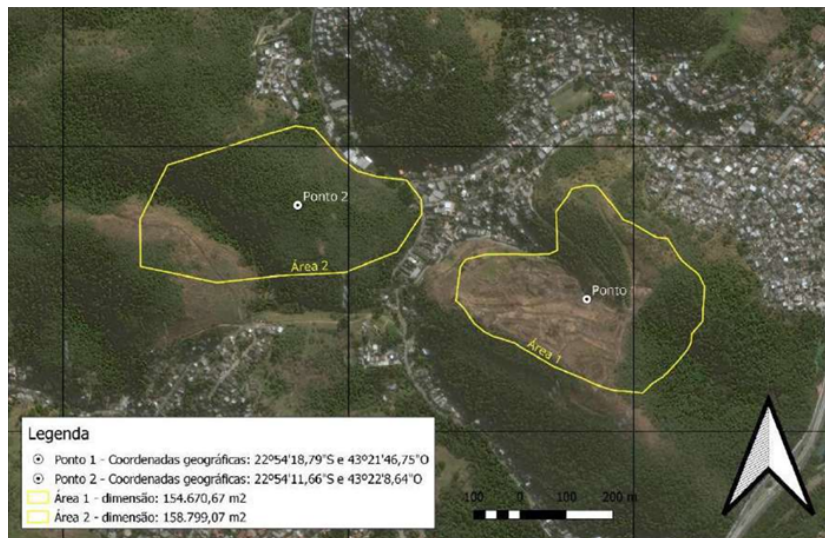 Ponto 2
Área 2
Ponto
Área 1
Legenda
Ponto 1 - Coordenadas geográficas: 22º54'18,79"S e 43º21'46,75"O
Ponto 2 - Coordenadas geográficas: 22º54'11,66"S e 43º22'8,64"O
Área 1 - dimensão: 154.670,67 m2
Área 2 - dimensão: 158.799,07 m2
100 0 100 200 m